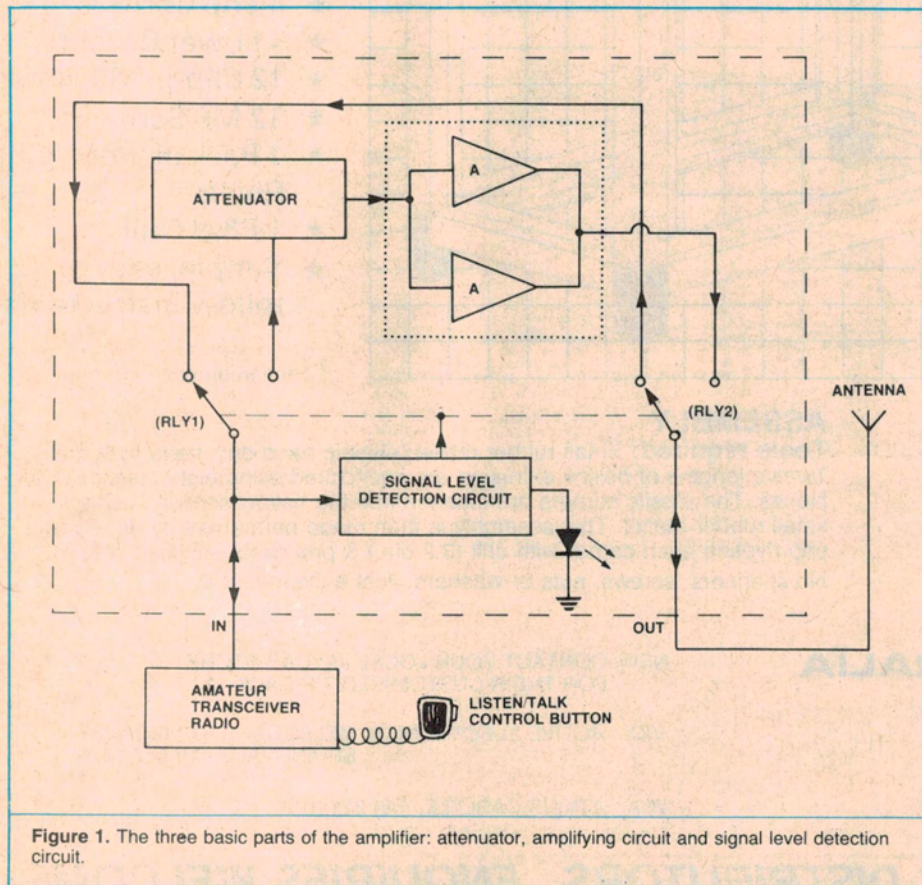 ATTENUATOR
A
A
(RLY1)
(RLY2)
ANTENNA
SIGNAL LEVEL
DETECTION CIRCUIT
IN
OUT
AMATEUR
TRANSCEIVER
RADIO
LISTEN/TALK
CONTROL BUTTON
Figure 1. The three basic parts of the amplifier: attenuator, amplifying circuit and signal level detection
circuit.